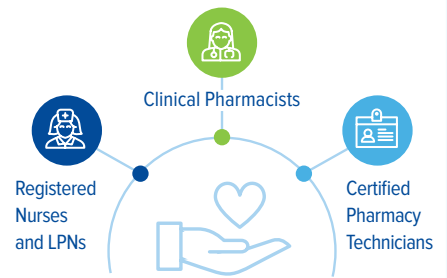 Clinical Pharmacists
Registered
Nurses
and LPNs
Certified
Pharmacy
Technicians